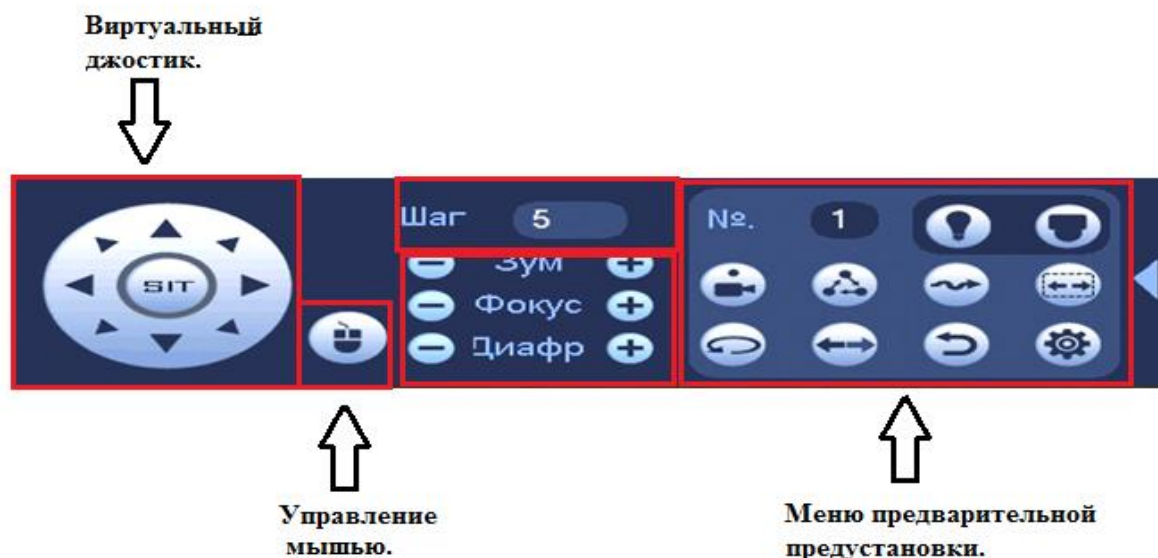 Виртуальный
джостик.
SIT
Шаг 5
Зум
Фокус
Диафр
№. 1
Управление
мышью.
Меню предварительной
предустановки.